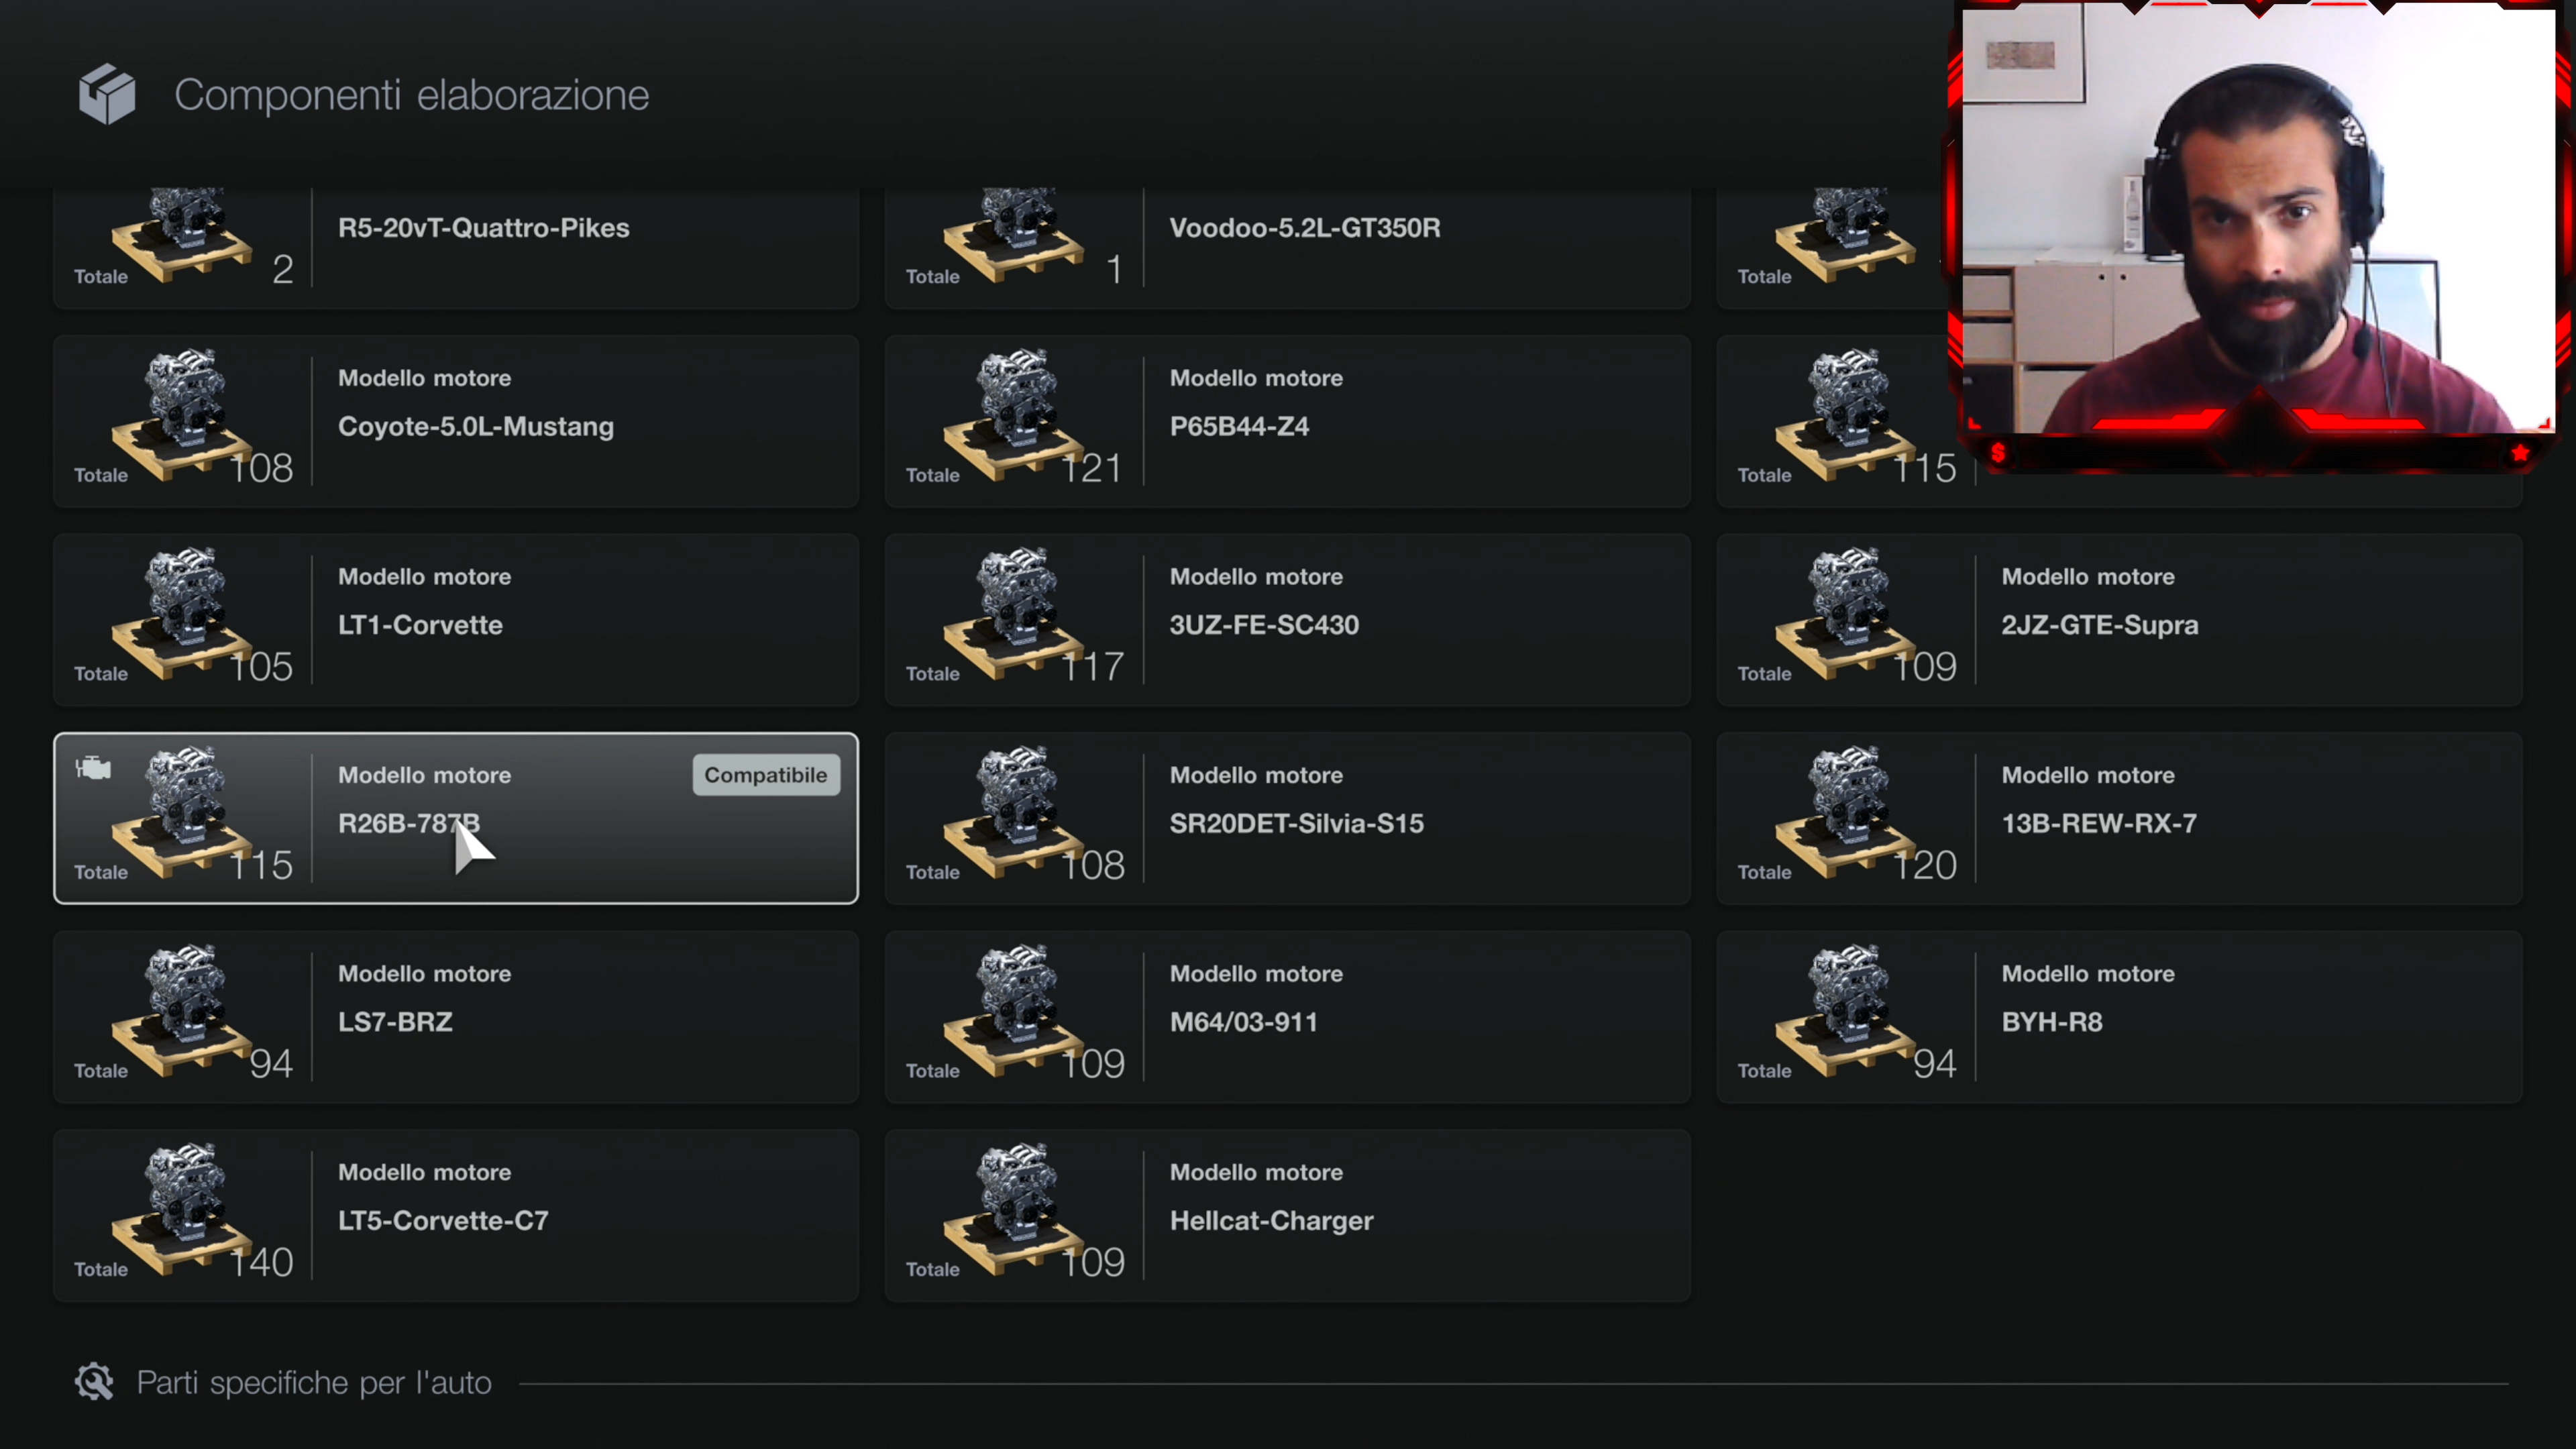 Componenti elaborazione
Totale 2
R5-20vT-Quattro-Pikes
Totale 1
Voodoo-5.2L-GT350R
Totale
Modello motore
Coyote-5.0L-Mustang
Totale 108
Modello motore
P65B44-Z4
Totale 121
Totale 115
Modello motore
LT1-Corvette
Totale 105
Modello motore
3UZ-FE-SC430
Totale 117
Modello motore
2JZ-GTE-Supra
Totale 109
Modello motore
Compatibile
R26B-787B
Totale 115
Modello motore
SR20DET-Silvia-S15
Totale 108
Modello motore
13B-REW-RX-7
Totale 120
Modello motore
LS7-BRZ
Totale 94
Modello motore
M64/03-911
Totale 109
Modello motore
BYH-R8
Totale 94
Modello motore
LT5-Corvette-C7
Totale 140
Modello motore
Hellcat-Charger
Totale 109
Parti specifiche per l'auto